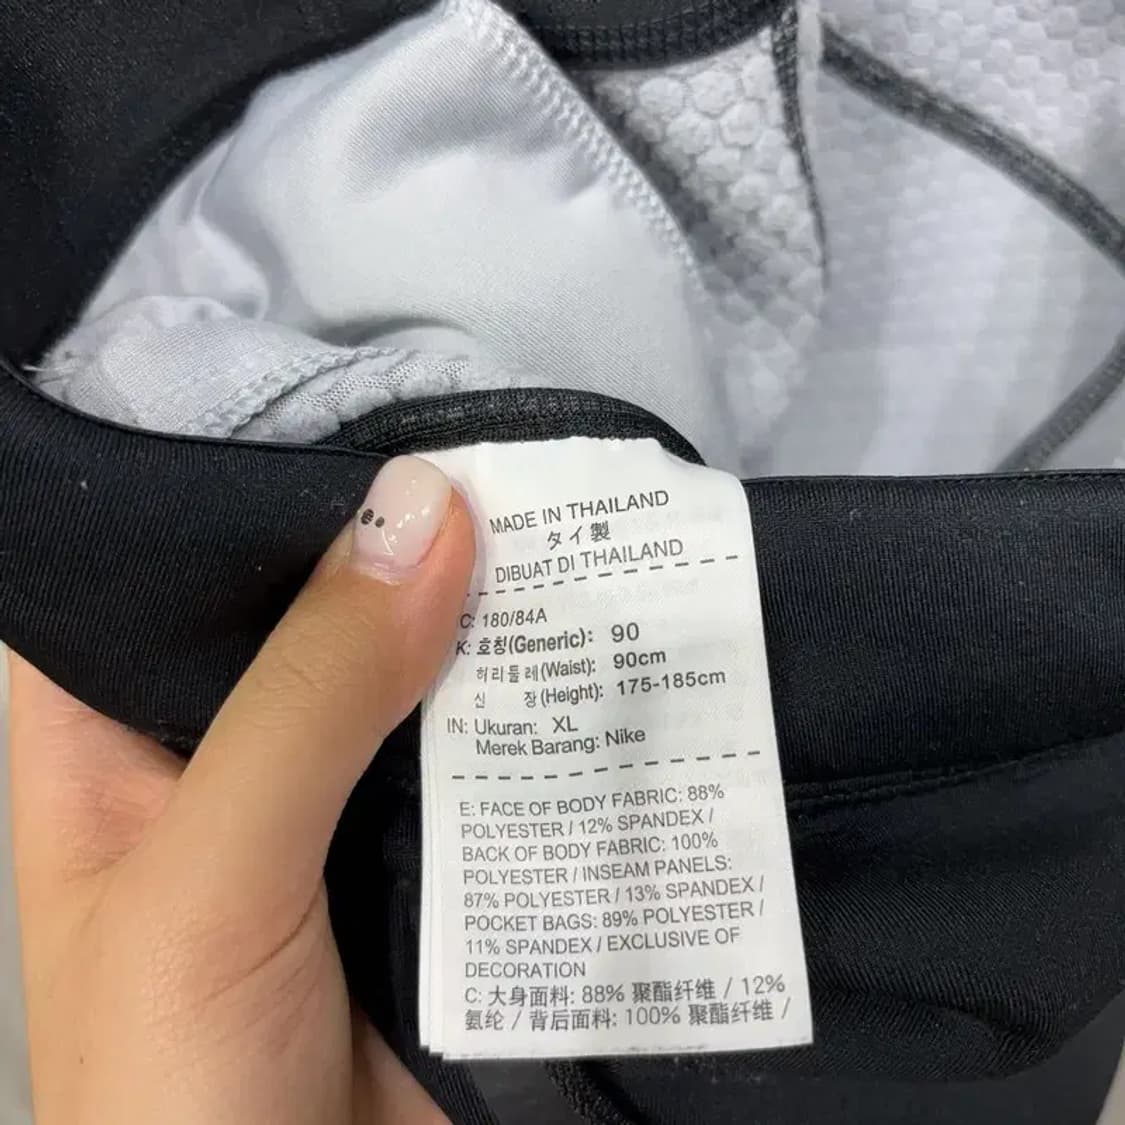 MADE IN THAILAND
タイ製
DIBUAT DI THAILAND
C: 180/84A
K: 호칭(Generic): 90
허리둘레(Waist): 90cm
신 장(Height): 175-185cm
IN: Ukuran: XL
Merek Barang: Nike
E: FACE OF BODY FABRIC: 88%
POLYESTER / 12% SPANDEX /
BACK OF BODY FABRIC: 100%
POLYESTER / INSEAM PANELS:
87% POLYESTER / 13% SPANDEX /
POCKET BAGS: 89% POLYESTER /
11% SPANDEX / EXCLUSIVE OF
DECORATION
C: 大身面料: 88% 聚酯纤维 / 12%
氨纶 / 背后面料: 100% 聚酯纤维 /